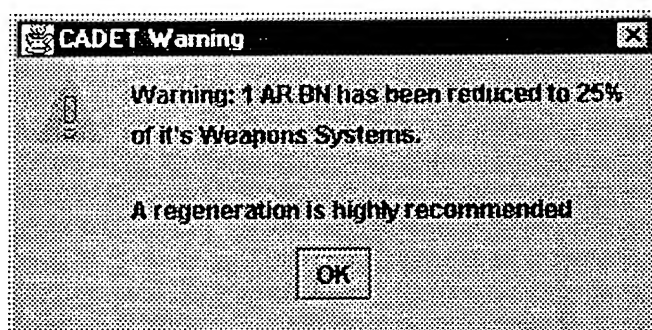 CADET Warning
Warning: 1 AR BN has been reduced to 25%
of it's Weapons Systems.
A regeneration is highly recommended
OK